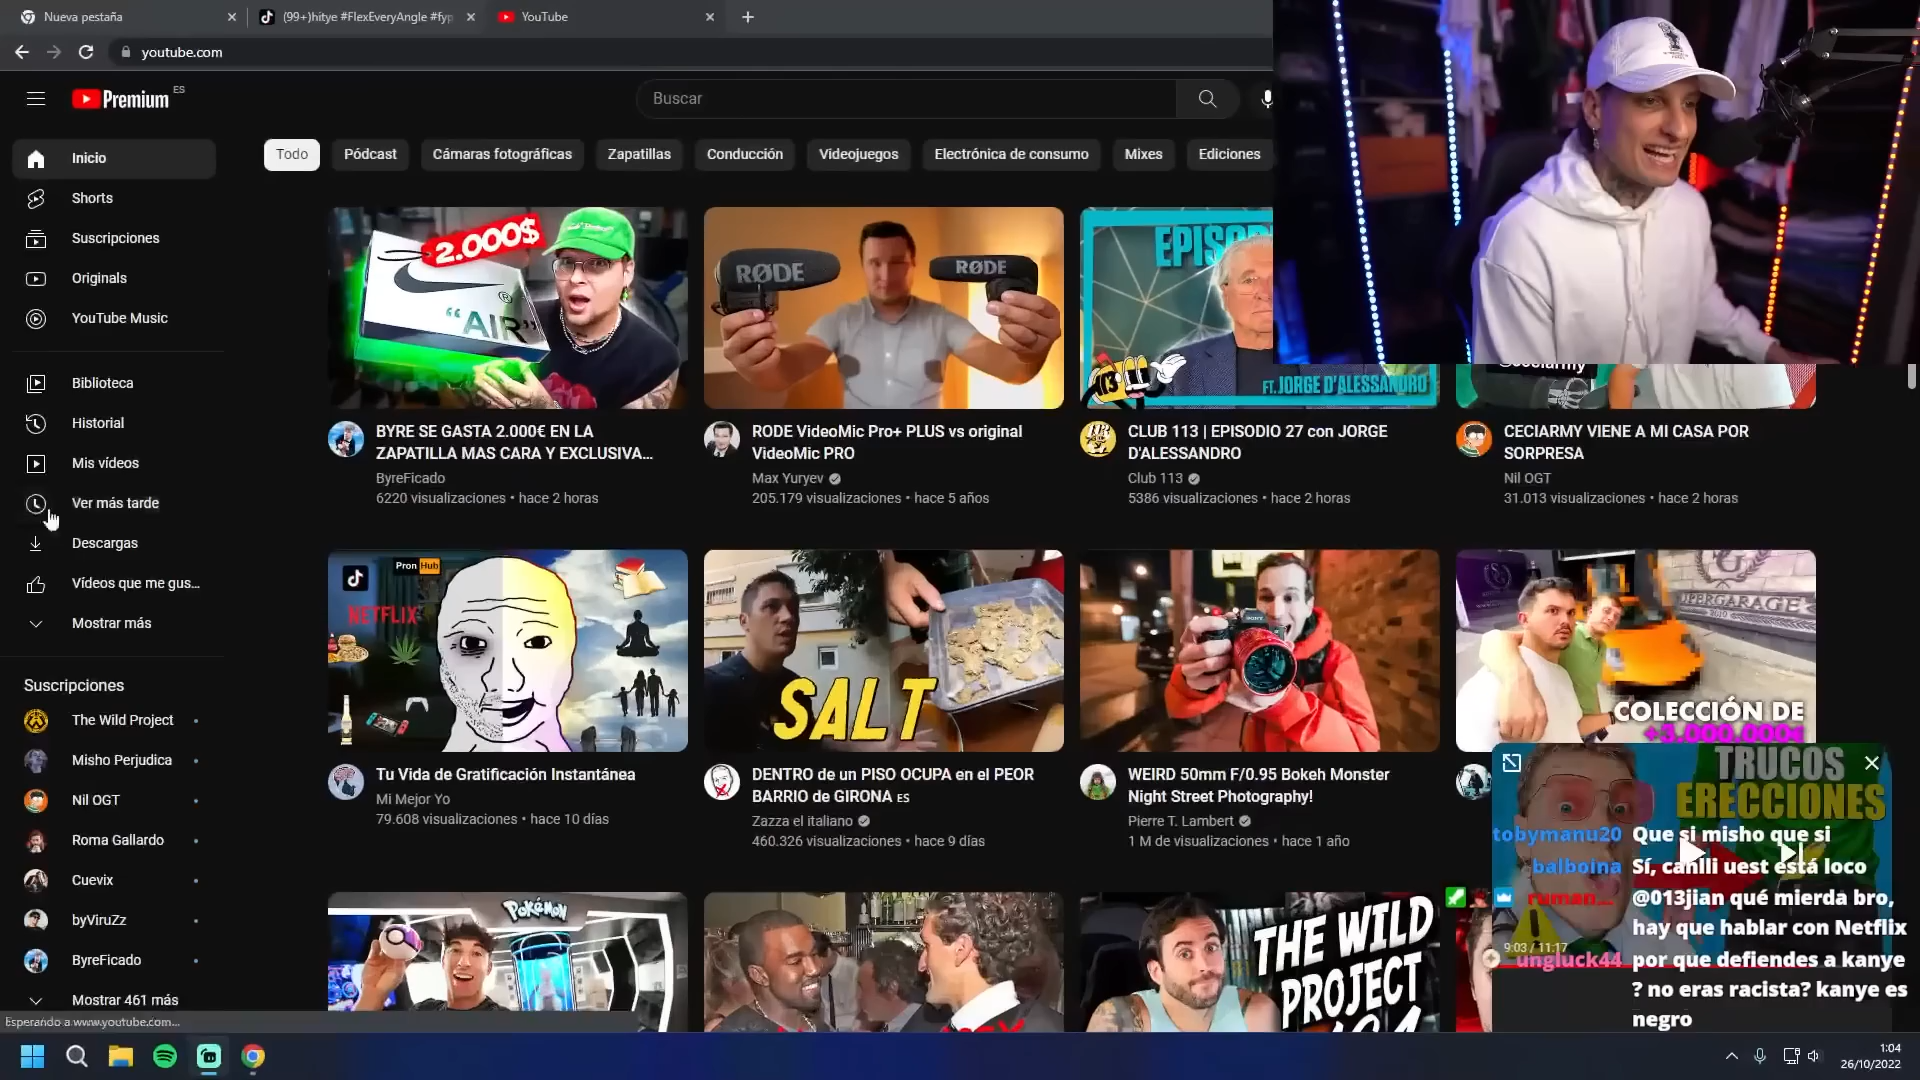 Nueva pestaña
(99+)hitye #FlexEveryAngle #fyp
YouTube
youtube.com
Premium ES
Buscar
Inicio
Shorts
Suscripciones
Originals
YouTube Music
Biblioteca
Historial
Mis vídeos
Ver más tarde
Descargas
Vídeos que me gus...
Mostrar más
Suscripciones
The Wild Project
Misho Perjudica
Nil OGT
Roma Gallardo
Cuevix
byViruZz
ByreFicado
Mostrar 461 más
Esperando a www.youtube.com...
Todo
Pódcast
Cámaras fotográficas
Zapatillas
Conducción
Videojuegos
Electrónica de consumo
Mixes
Ediciones
2.000$
"AIR"
RØDE
RØDE
FT. JORGE D'ALESSANDRO
BYRE SE GASTA 2.000€ EN LA
ZAPATILLA MAS CARA Y EXCLUSIVA...
ByreFicado
6220 visualizaciones • hace 2 horas
RODE VideoMic Pro+ PLUS vs original
VideoMic PRO
Max Yuryev
205.179 visualizaciones • hace 5 años
CLUB 113 | EPISODIO 27 con JORGE
D'ALESSANDRO
Club 113
5386 visualizaciones • hace 2 horas
CECIARMY VIENE A MI CASA POR
SORPRESA
Nil OGT
31.013 visualizaciones • hace 2 horas
Pron Hub
NETFLIX
SALT
SONY
COLECCIÓN DE
+3.000.000€
Tu Vida de Gratificación Instantánea
Mi Mejor Yo
79.608 visualizaciones • hace 10 días
DENTRO de un PISO OCUPA en el PEOR
BARRIO de GIRONA ES
Zazza el italiano
460.326 visualizaciones • hace 9 días
WEIRD 50mm F/0.95 Bokeh Monster
Night Street Photography!
Pierre T. Lambert
1 M de visualizaciones • hace 1 año
POKéMON
THE WILD
PROJECT
TRUCOS
ERECCIONES
tobymanu20 Que si misho que si
balboina Sí, canlli uest está loco
@013jian qué mierda bro,
hay que hablar con Netflix
9:03 / 11:17
ungluck44 por que defiendes a kanye
? no eras racista? kanye es
negro
1:04
26/10/2022